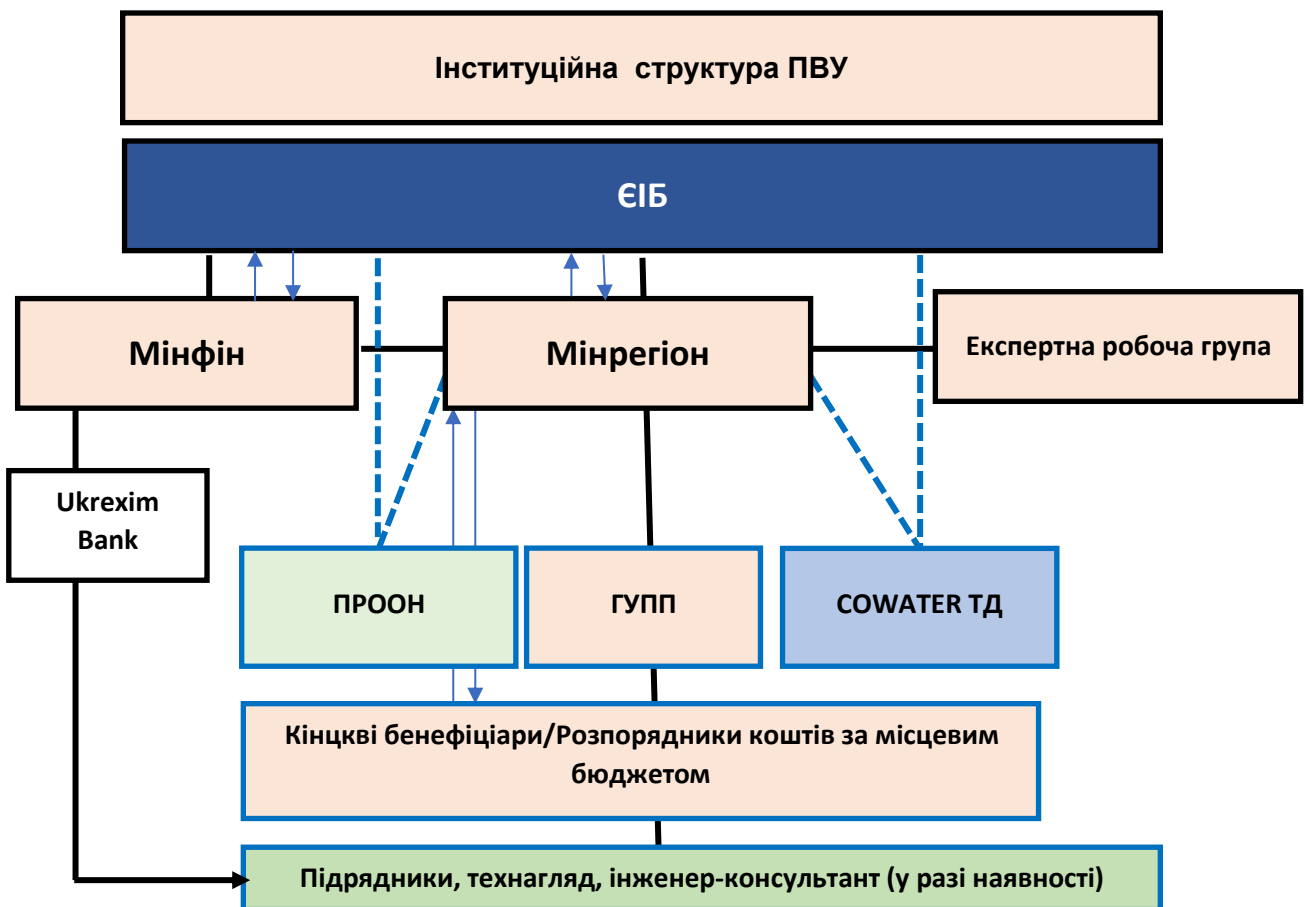 Інституційна структура ПВУ
ЄІБ
Мінфін
Мінрегіон
Експертна робоча група
Ukrexim
Bank
ПРООН
ГУПП
COWATER ТД
Кінцкві бенефіціари/Розпорядники коштів за місцевим
бюджетом
Підрядники, технагляд, інженер-консультант (у разі наявності)